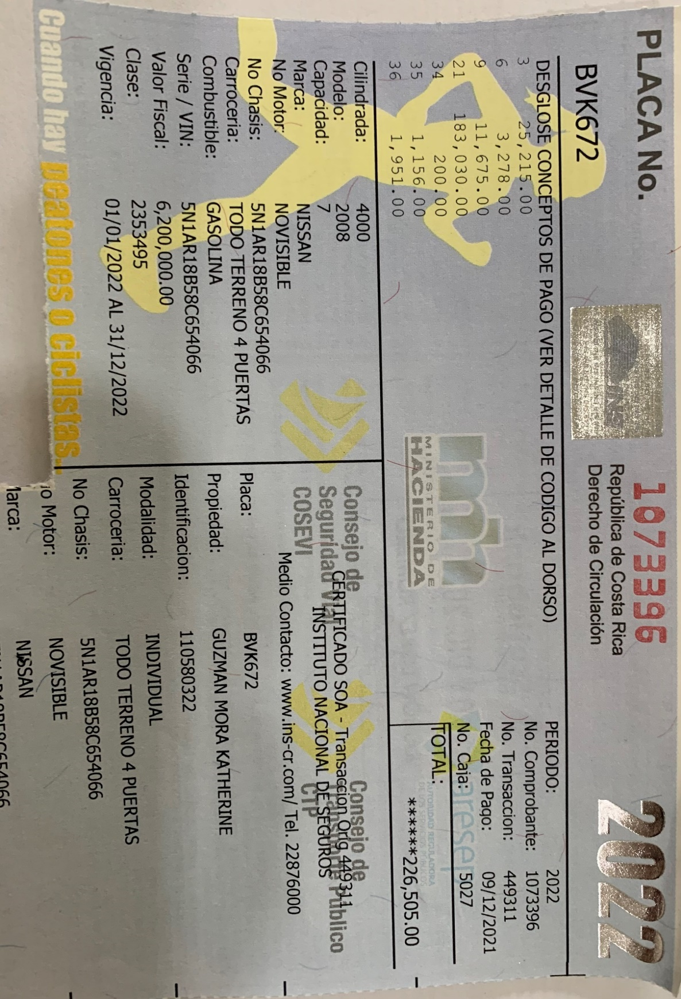 PLACA No.
BVK672
INS
1073396
República de Costa Rica
Derecho de Circulación
2022
DESGLOSE CONCEPTOS DE PAGO (VER DETALLE DE CODIGO AL DORSO)
3 25,215.00
6 3,278.00
9 11,675.00
21 183,030.00
34 200.00
35 1,156.00
36 1,951.00
mh
MINISTERIO DE
HACIENDA
PERIODO: 2022
No. Comprobante: 1073396
No. Transaccion: 449311
Fecha de Pago: 09/12/2021
No. Caja: 5027
aresep
AUTORIDAD REGULADORA
DE LOS SERVICIOS PÚBLICOS
TOTAL: ******226,505.00
Cilindrada: 4000
Modelo: 2008
Capacidad: 7
Marca: NISSAN
No Motor: NOVISIBLE
No Chasis: 5N1AR18B58C654066
Carroceria: TODO TERRENO 4 PUERTAS
Combustible: GASOLINA
Serie / VIN: 5N1AR18B58C654066
Valor Fiscal: 6,200,000.00
Clase: 2353495
Vigencia: 01/01/2022 AL 31/12/2022
Cuando hay peatones o ciclistas...
Consejo de
Seguridad Vial
COSEVI
Consejo de
Transporte Público
CTP
CERTIFICADO SOA - Transaccion Orig 449311
INSTITUTO NACIONAL DE SEGUROS
Medio Contacto: www.ins-cr.com/ Tel. 22876000
Placa: BVK672
Propiedad: GUZMAN MORA KATHERINE
Identificacion: 110580322
Modalidad: INDIVIDUAL
Carroceria: TODO TERRENO 4 PUERTAS
No Chasis: 5N1AR18B58C654066
lo Motor: NOVISIBLE
larca: NISSAN